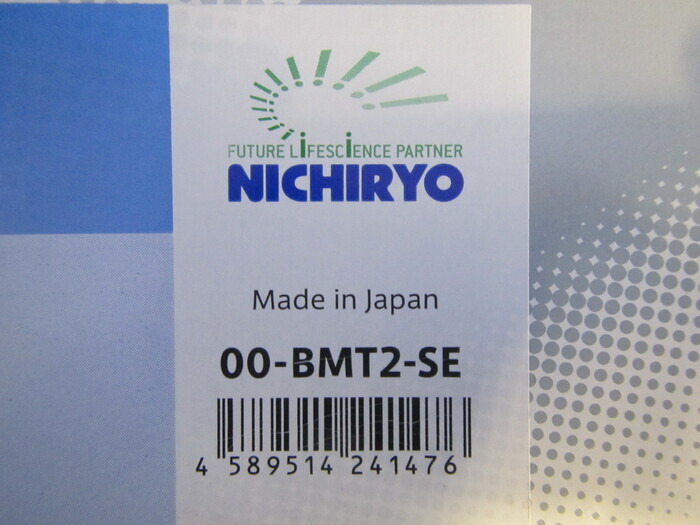 FUTURE LiFESCiENCE PARTNER
NICHIRYO
Made in Japan
00-BMT2-SE
4 589514 241476